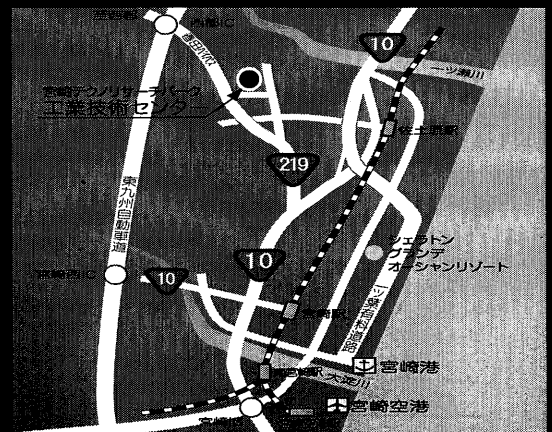 西都IC
10
一ツ瀬川
宮崎テクノリサーチパーク
工業技術センター
佐土原駅
219
東九州自動車道
シェラトン
グランデ
オーシャンリゾート
10
宮崎西IC
10
宮崎駅
一ツ葉有料道路
宮崎港
大淀川
宮崎空港